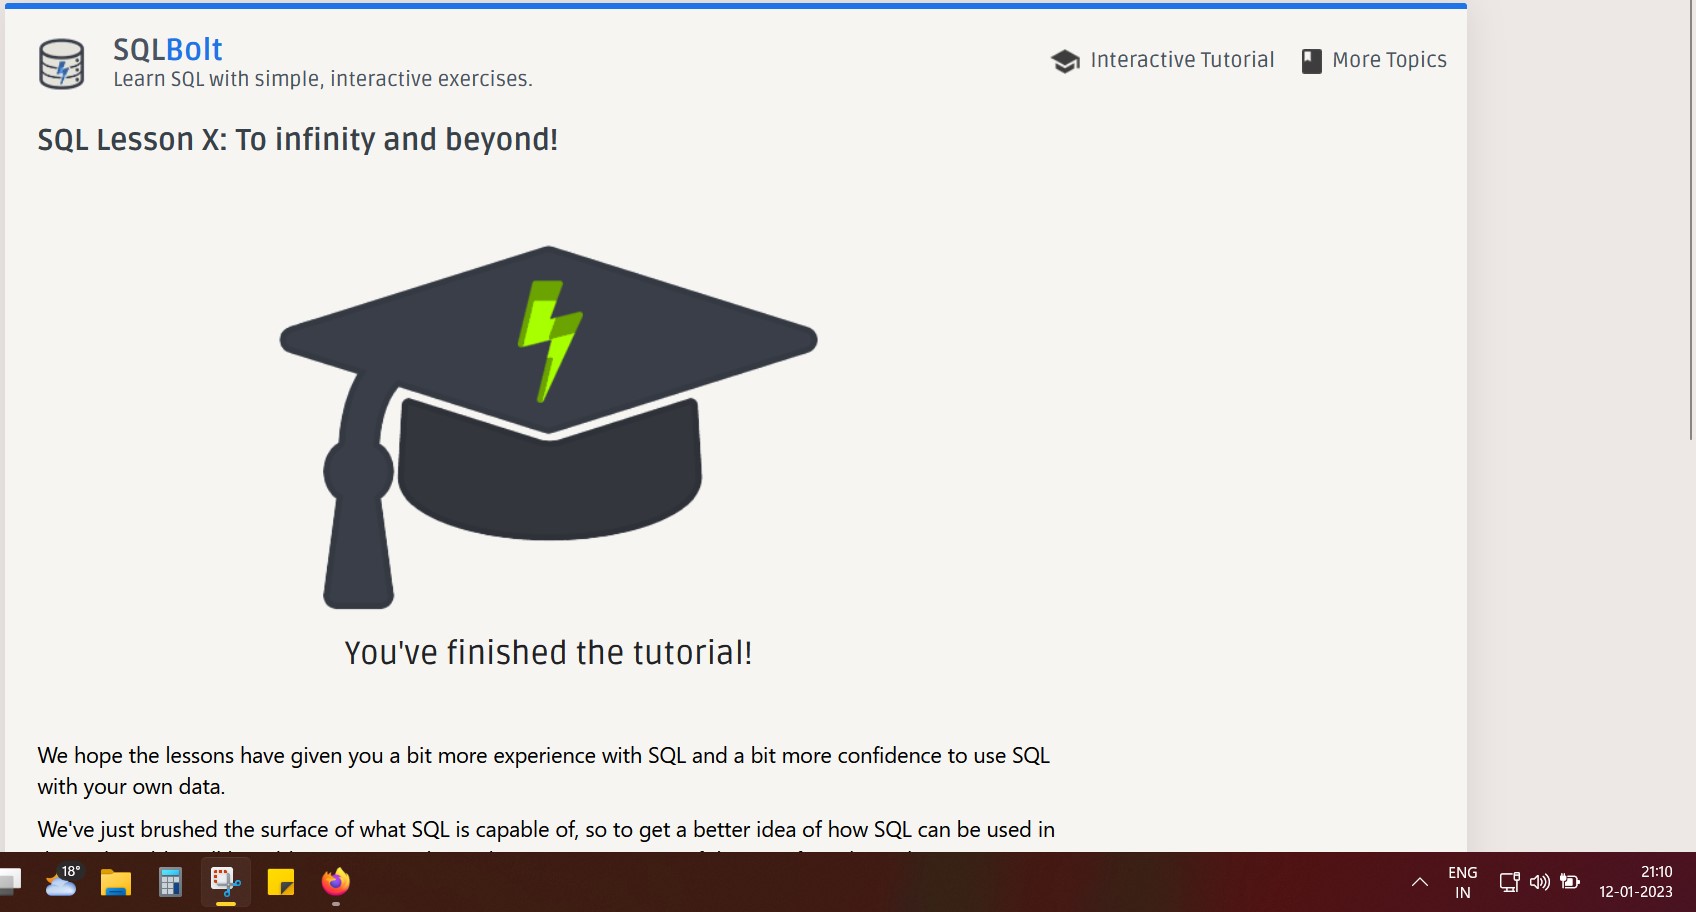 SQLBolt
Learn SQL with simple, interactive exercises.
Interactive Tutorial
More Topics
SQL Lesson X: To infinity and beyond!
You've finished the tutorial!
We hope the lessons have given you a bit more experience with SQL and a bit more confidence to use SQL
with your own data.
We've just brushed the surface of what SQL is capable of, so to get a better idea of how SQL can be used in
18°
ENG
IN
21:10
12-01-2023